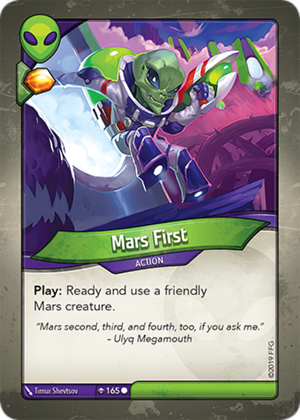 Mars First
ACTION
Play: Ready and use a friendly
Mars creature.
"Mars second, third, and fourth, too, if you ask me."
- Ulyq Megamouth
©2019 FFG
Timur Shevtsov
165